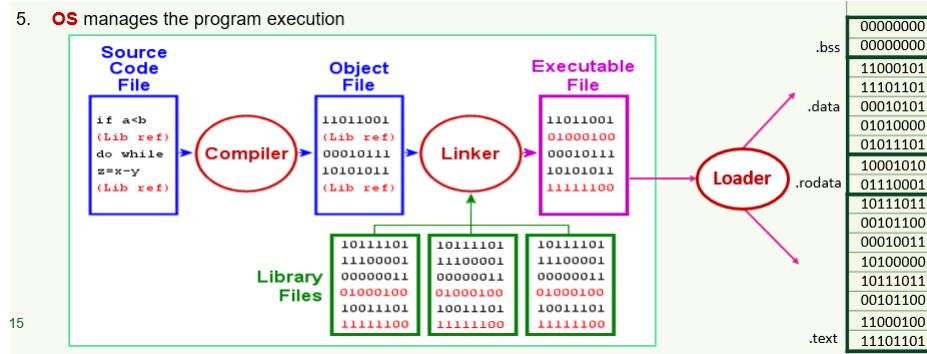 5. OS manages the program execution
Source
Code
File
if a<b
(Lib ref)
do while
z=x-y
(Lib ref)
Compiler
Object
File
11011001
(Lib ref)
00010111
10101011
(Lib ref)
Linker
Executable
File
11011001
01000100
00010111
10101011
11111100
Library
Files
10111101
11100001
00000011
01000100
10011101
11111100
10111101
11100001
00000011
01000100
10011101
11111100
10111101
11100001
00000011
01000100
10011101
11111100
Loader
.bss
.data
.rodata
.text
00000000
00000000
11000101
11101101
00010101
01010000
01011101
10001010
01110001
10111011
00101100
00010011
10100000
10111011
00101100
11000100
11101101
15